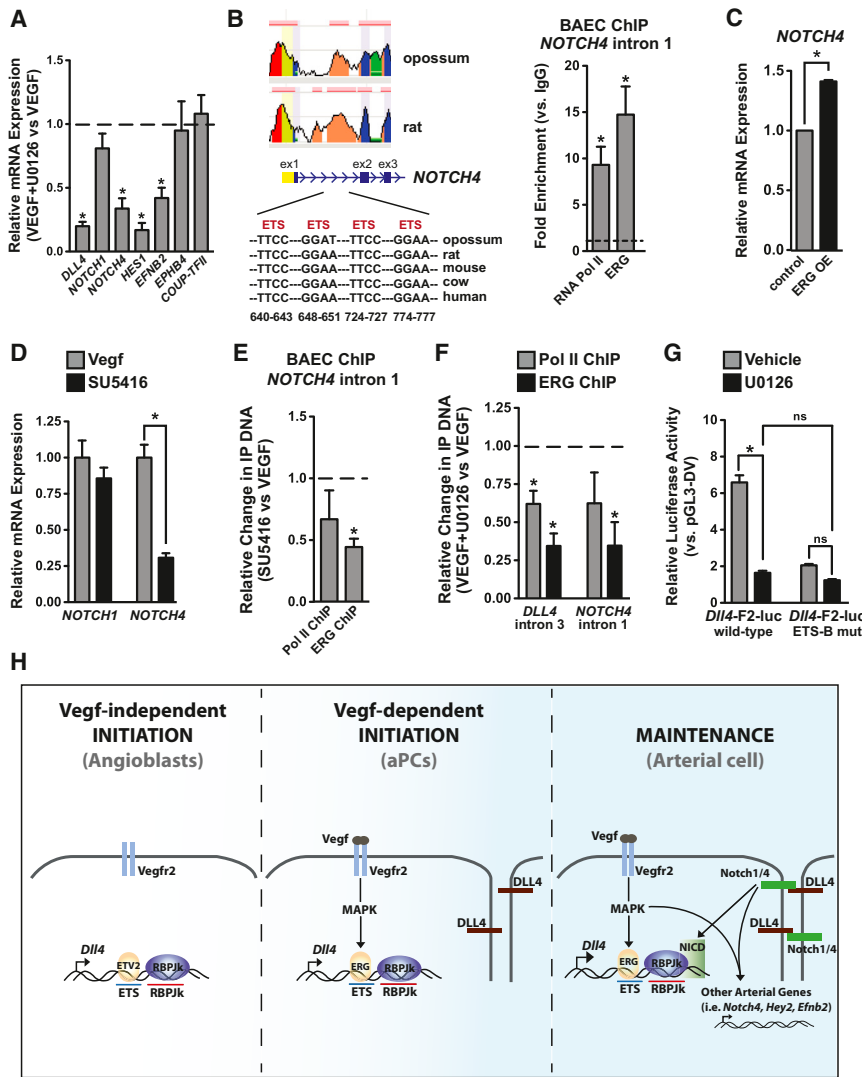 A
Relative mRNA Expression
(VEGF+U0126 vs VEGF)
1.5
1.0
0.5
0
*
*
*
*
DLL4
NOTCH1
NOTCH4
HES1
EFNB2
EPHB4
COUP-TFII
B
opossum
rat
ex1
ex2
ex3
NOTCH4
ETS ETS ETS ETS
--TTCC---GGAT---TTCC---GGAA-- opossum
--TTCC---GGAA---TTCC---GGAA-- rat
--TTCC---GGAA---TTCC---GGAA-- mouse
--TTCC---GGAA---TTCC---GGAA-- cow
--TTCC---GGAA---TTCC---GGAA-- human
640-643 648-651 724-727 774-777
BAEC ChIP
NOTCH4 intron 1
Fold Enrichment (vs. IgG)
20
15
10
5
0
*
*
RNA Pol II
ERG
C
NOTCH4
Relative mRNA Expression
1.5
1.0
0.5
0
*
control
ERG OE
D
Vegf
SU5416
Relative mRNA Expression
1.25
1.00
0.75
0.50
0.25
0
*
NOTCH1
NOTCH4
E
BAEC ChIP
NOTCH4 intron 1
Relative Change in IP DNA
(SU5416 vs VEGF)
1.5
1.0
0.5
0
*
Pol II ChIP
ERG ChIP
F
Pol II ChIP
ERG ChIP
Relative Change in IP DNA
(VEGF+U0126 vs VEGF)
1.25
1.00
0.75
0.50
0.25
0
*
*
*
DLL4
intron 3
NOTCH4
intron 1
G
Vehicle
U0126
Relative Luciferase Activity
(vs. pGL3-DV)
8
6
4
2
0
*
ns
ns
Dll4-F2-luc
wild-type
Dll4-F2-luc
ETS-B mut
H
Vegf-independent
INITIATION
(Angioblasts)
Vegfr2
Dll4
ETV2
RBPJk
ETS
RBPJk
Vegf-dependent
INITIATION
(aPCs)
Vegf
Vegfr2
MAPK
DLL4
DLL4
Dll4
ERG
RBPJk
ETS
RBPJk
MAINTENANCE
(Arterial cell)
Vegf
Vegfr2
MAPK
Notch1/4
DLL4
DLL4
Notch1/4
Dll4
ERG
RBPJk
NICD
ETS
RBPJk
Other Arterial Genes
(i.e. Notch4, Hey2, Efnb2)